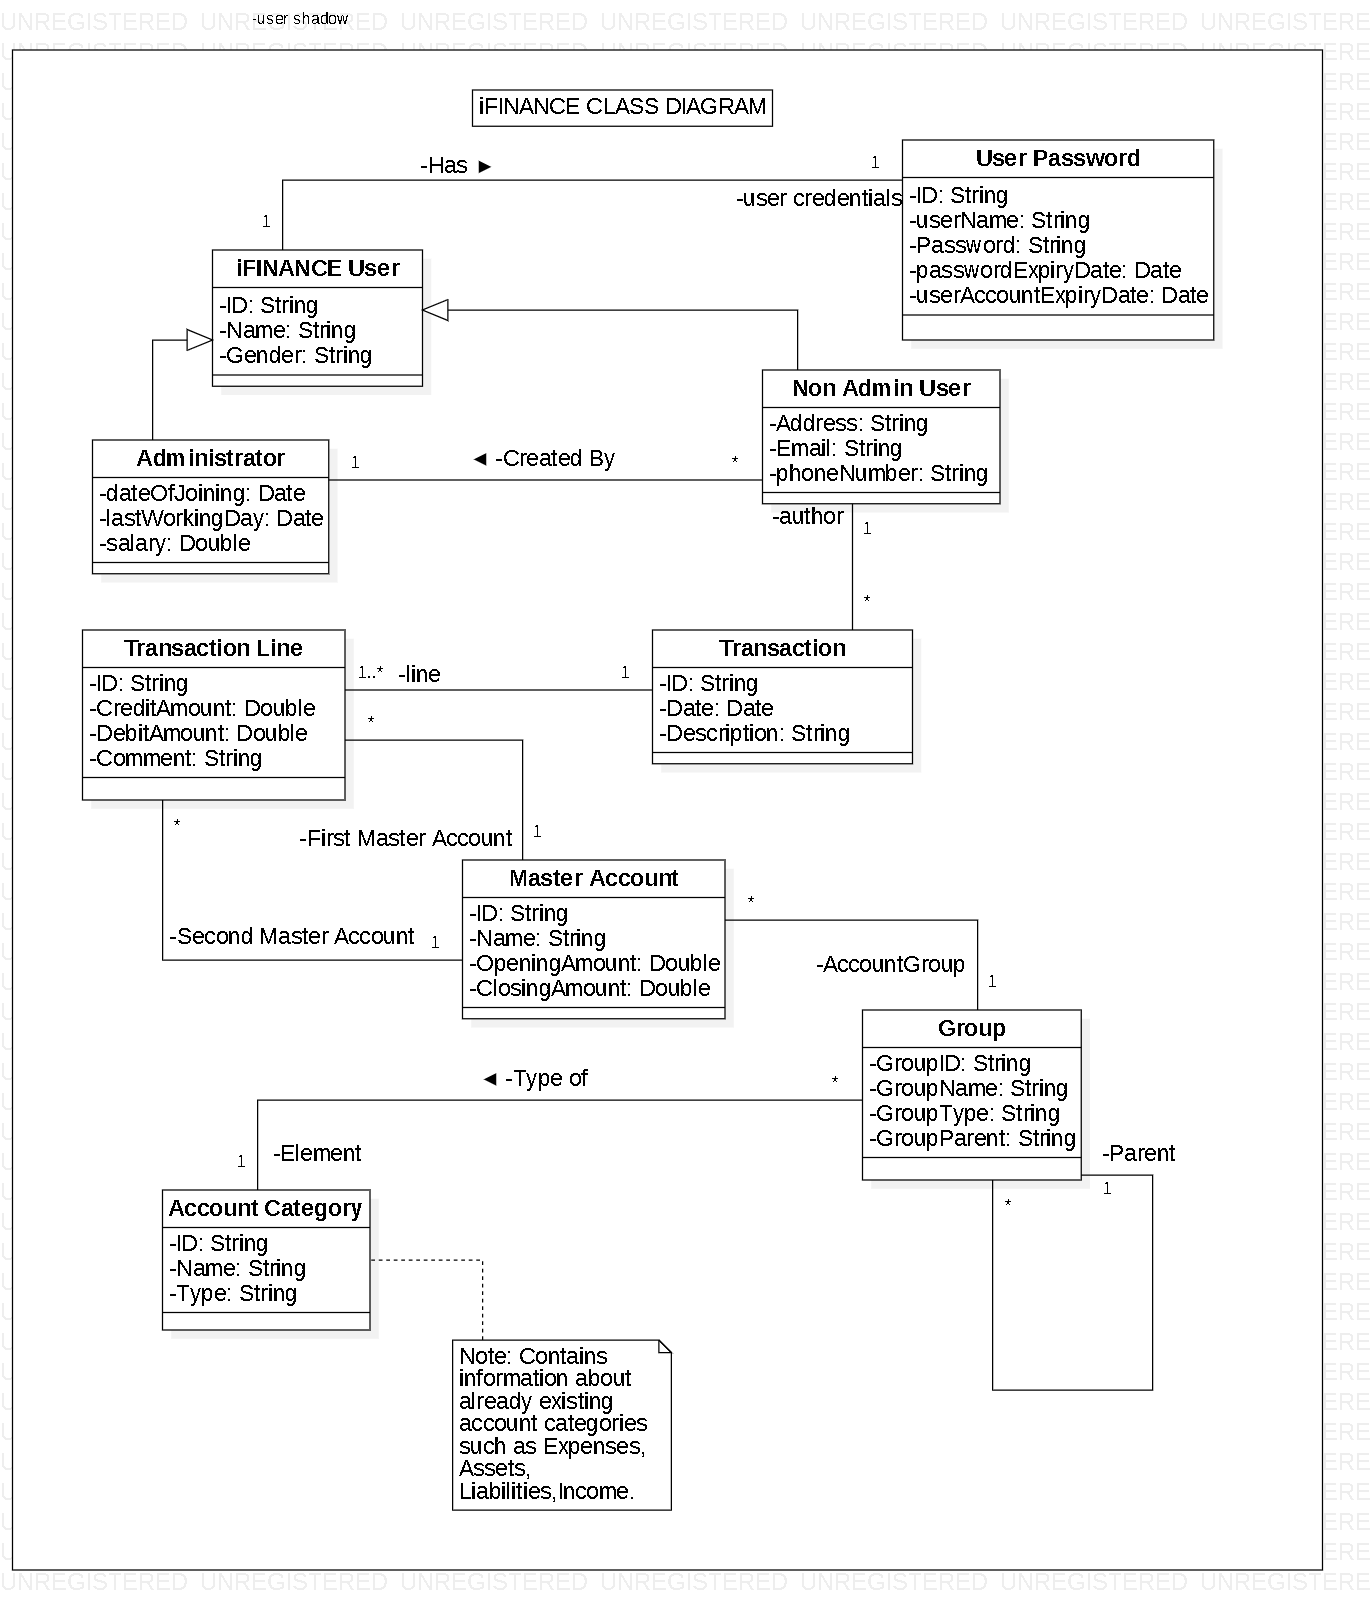 -user shadow
UNREGISTERED UNREGISTERED UNREGISTERED UNREGISTERED UNREGISTERED UNREGISTERED
iFINANCE CLASS DIAGRAM
-Has ►
1
1
-user credentials
User Password
-ID: String
-userName: String
-Password: String
-passwordExpiryDate: Date
-userAccountExpiryDate: Date
iFINANCE User
-ID: String
-Name: String
-Gender: String
Non Admin User
-Address: String
-Email: String
-phoneNumber: String
Administrator
-dateOfJoining: Date
-lastWorkingDay: Date
-salary: Double
1
◄ -Created By
*
-author
1
*
Transaction Line
-ID: String
-CreditAmount: Double
-DebitAmount: Double
-Comment: String
1..*
-line
1
*
Transaction
-ID: String
-Date: Date
-Description: String
*
-First Master Account
1
-Second Master Account
1
Master Account
-ID: String
-Name: String
-OpeningAmount: Double
-ClosingAmount: Double
*
-AccountGroup
1
Group
-GroupID: String
-GroupName: String
-GroupType: String
-GroupParent: String
◄ -Type of
*
-Element
1
-Parent
1
*
Account Category
-ID: String
-Name: String
-Type: String
Note: Contains
information about
already existing
account categories
such as Expenses,
Assets,
Liabilities,Income.
UNREGISTERED UNREGISTERED UNREGISTERED UNREGISTERED UNREGISTERED UNREGISTERED